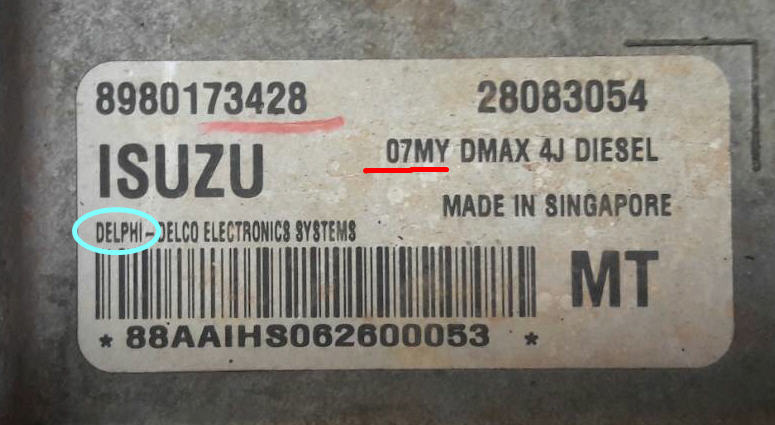 8980173428 28083054
ISUZU 07MY DMAX 4J DIESEL
MADE IN SINGAPORE
DELPHI-DELCO ELECTRONICS SYSTEMS
MT
*88AAIHS062600053 *